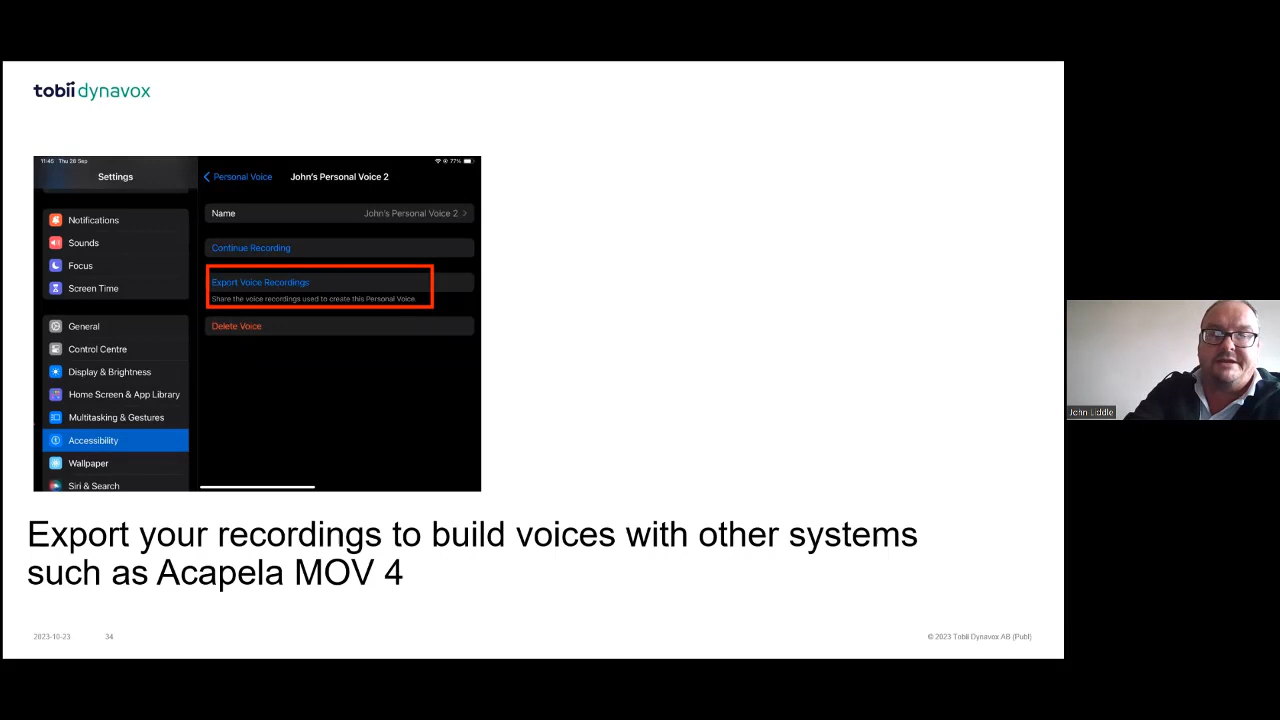 tobii dynavox
11:45 Thu 28 Sep
77%
Settings
Personal Voice
John's Personal Voice 2
Notifications
Sounds
Focus
Screen Time
General
Control Centre
Display & Brightness
Home Screen & App Library
Multitasking & Gestures
Accessibility
Wallpaper
Siri & Search
Name
John's Personal Voice 2
Continue Recording
Export Voice Recordings
Share the voice recordings used to create this Personal Voice.
Delete Voice
John Liddle
Export your recordings to build voices with other systems
such as Acapela MOV 4
2023-10-23
34
© 2023 Tobii Dynavox AB (Publ)